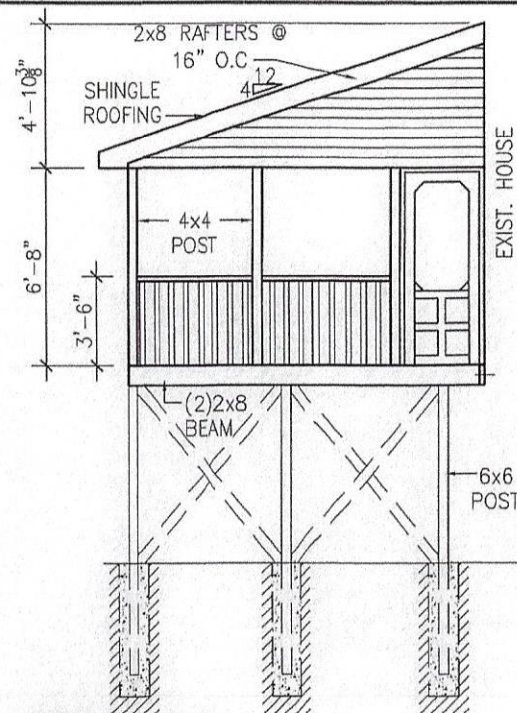 2x8 RAFTERS @
16" O.C
12
4
SHINGLE
ROOFING
4'-10⅜"
4x4
POST
6'-8"
3'-6"
EXIST. HOUSE
(2)2x8
BEAM
6x6
POST